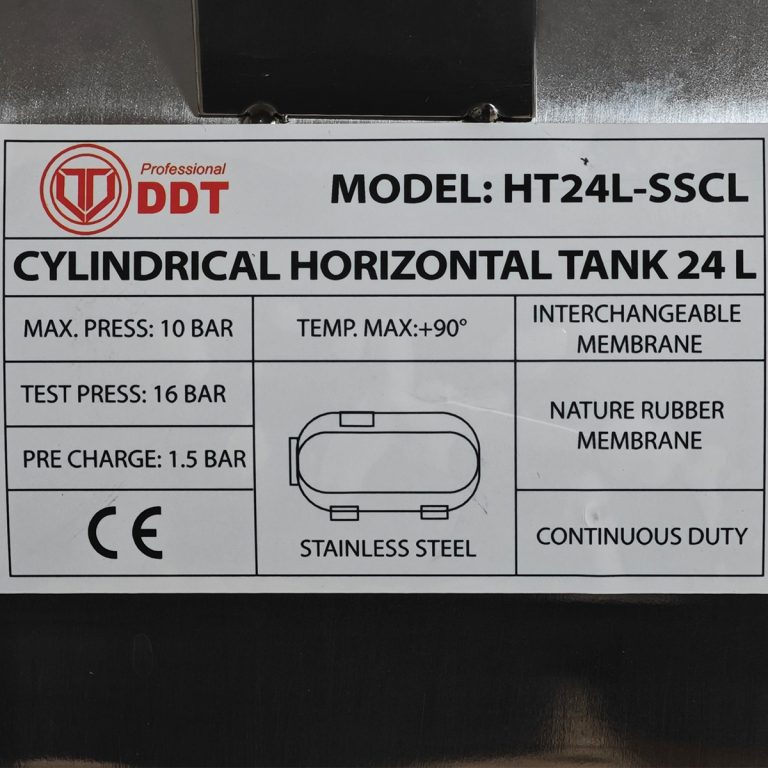 Professional
DDT
MODEL: HT24L-SSCL
CYLINDRICAL HORIZONTAL TANK 24 L
MAX. PRESS: 10 BAR
TEMP. MAX:+90°
INTERCHANGEABLE
MEMBRANE
TEST PRESS: 16 BAR
NATURE RUBBER
MEMBRANE
PRE CHARGE: 1.5 BAR
CE
STAINLESS STEEL
CONTINUOUS DUTY